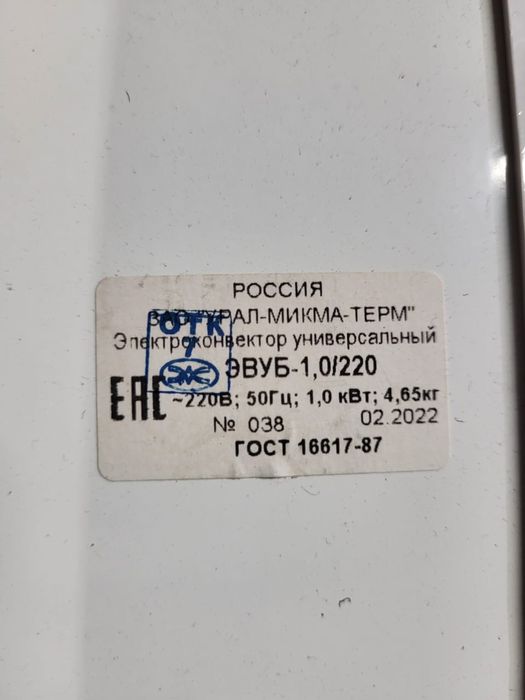 РОССИЯ
ЗАО "УРАЛ-МИКМА-ТЕРМ"
Электроконвектор универсальный
ОТК
7
ЭВУБ-1,0/220
EAC
~220В; 50Гц; 1,0 кВт; 4,65кг
№ 038 02.2022
ГОСТ 16617-87